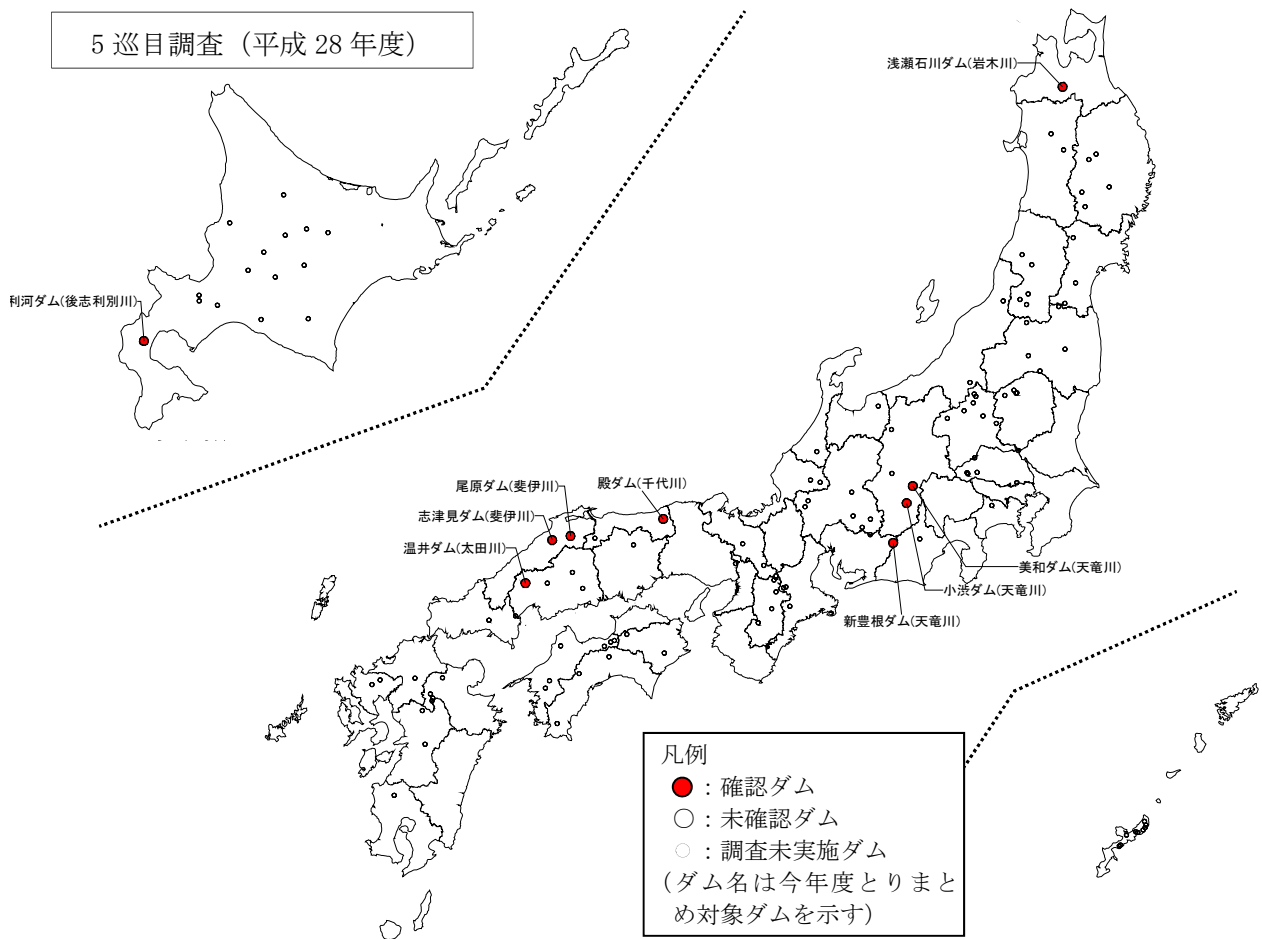 5 巡目調査（平成 28 年度）
浅瀬石川ダム(岩木川)
利河ダム(後志利別川)
尾原ダム(斐伊川)
殿ダム(千代川)
志津見ダム(斐伊川)
温井ダム(太田川)
美和ダム(天竜川)
小渋ダム(天竜川)
新豊根ダム(天竜川)
凡例
：確認ダム
：未確認ダム
：調査未実施ダム
(ダム名は今年度とりまと
め対象ダムを示す)